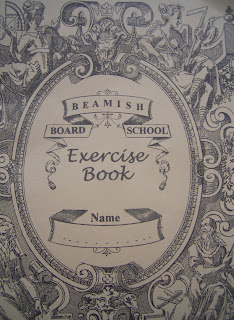 BEAMISH
BOARD SCHOOL
Exercise
Book
Name
. . . . . . . . . . . .